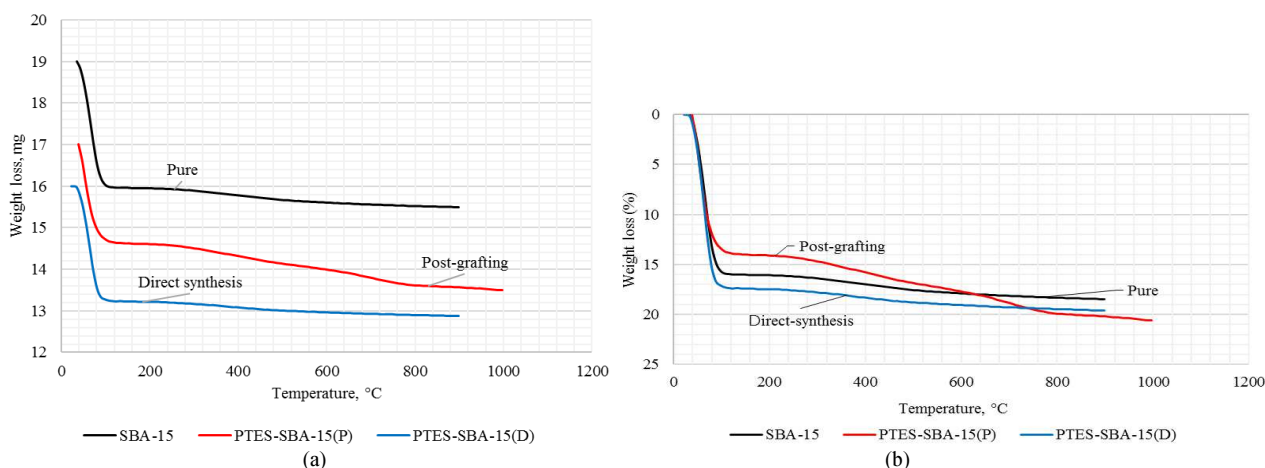 20
19
18
17
16
15
14
13
12
Weight loss, mg
Pure
Post-grafting
Direct synthesis
0 200 400 600 800 1000 1200
Temperature, °C
SBA-15 PTES-SBA-15(P) PTES-SBA-15(D)
(a)
0
5
10
15
20
25
Weight loss (%)
Post-grafting
Pure
Direct-synthesis
0 200 400 600 800 1000 1200
Temperature, °C
SBA-15 PTES-SBA-15(P) PTES-SBA-15(D)
(b)